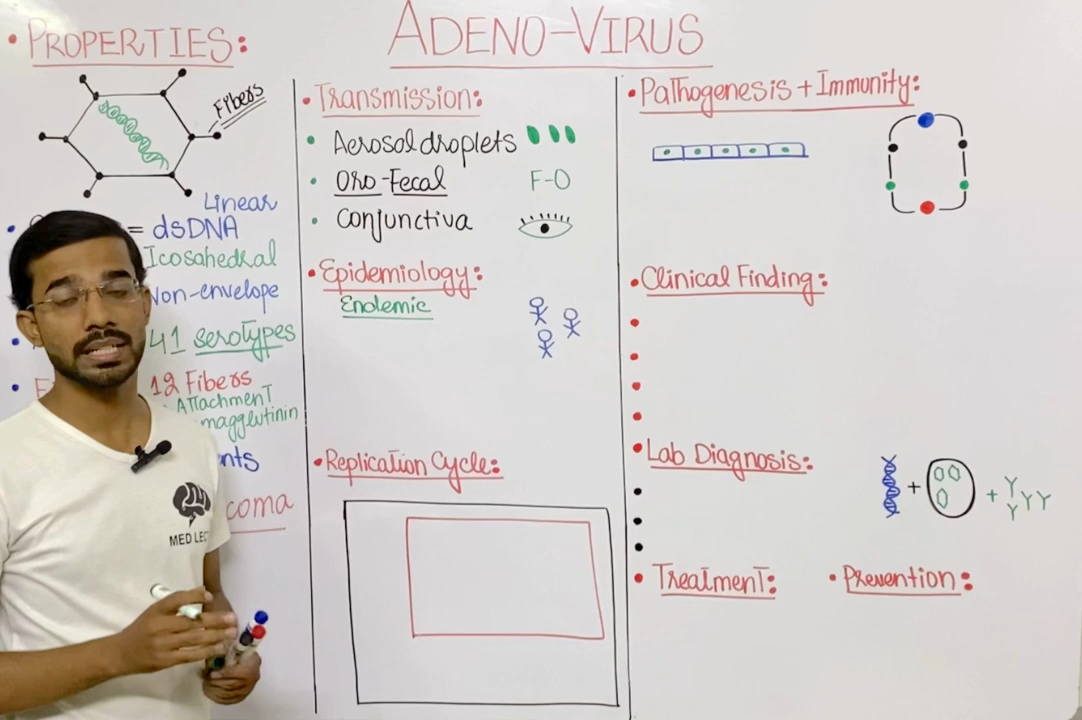 ADENO-VIRUS
• PROPERTIES:
Fibers
Linear
= dsDNA
Icosahedral
Non-envelope
41 serotypes
12 Fibers
Attachment
magglutinin
nts
coma
• Transmission:
• Aerosol droplets
• Oro-Fecal F-O
• Conjunctiva
• Epidemiology:
Endemic
• Replication Cycle:
• Pathogenesis + Immunity:
• Clinical Finding:
• Lab Diagnosis:
+ + Y Y Y Y
• Treatment: • Prevention:
MED LEC